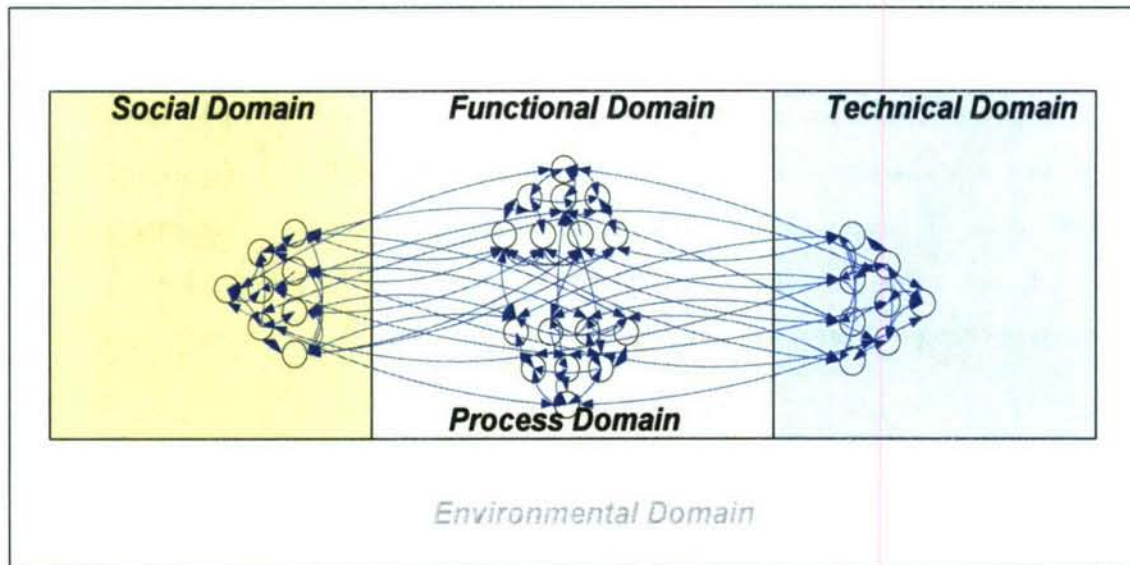 Social Domain
Functional Domain
Technical Domain
Process Domain
Environmental Domain